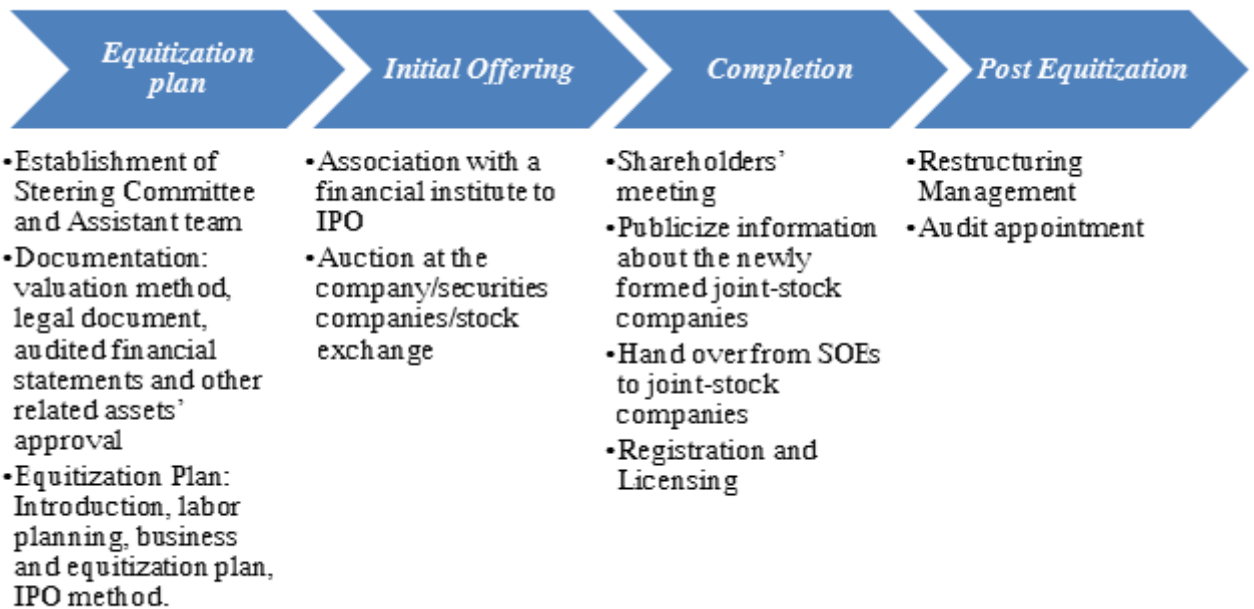 Equitization
plan
Initial Offering
Completion
Post Equitization
•Establishment of
Steering Committee
and Assistant team
•Documentation:
valuation method,
legal document,
audited financial
statements and other
related assets’
approval
•Equitization Plan:
Introduction, labor
planning, business
and equitization plan,
IPO method.
•Association with a
financial institute to
IPO
•Auction at the
company/securities
companies/stock
exchange
•Shareholders’
meeting
•Publicize information
about the newly
formed joint-stock
companies
•Hand over from SOEs
to joint-stock
companies
•Registration and
Licensing
•Restructuring
Management
•Audit appointment